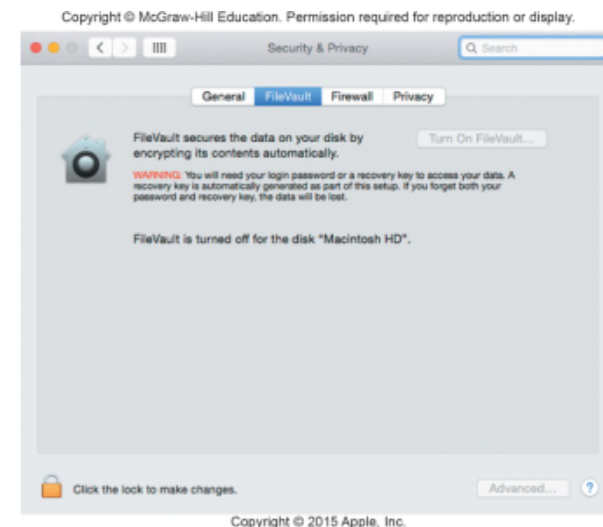 Copyright © McGraw-Hill Education. Permission required for reproduction or display.
Security & Privacy
Search
General FileVault Firewall Privacy
FileVault secures the data on your disk by
encrypting its contents automatically.
Turn On FileVault...
WARNING: You will need your login password or a recovery key to access your data. A
recovery key is automatically generated as part of this setup. If you forget both your
password and recovery key, the data will be lost.
FileVault is turned off for the disk "Macintosh HD".
Click the lock to make changes.
Advanced... ?
Copyright © 2015 Apple, Inc.